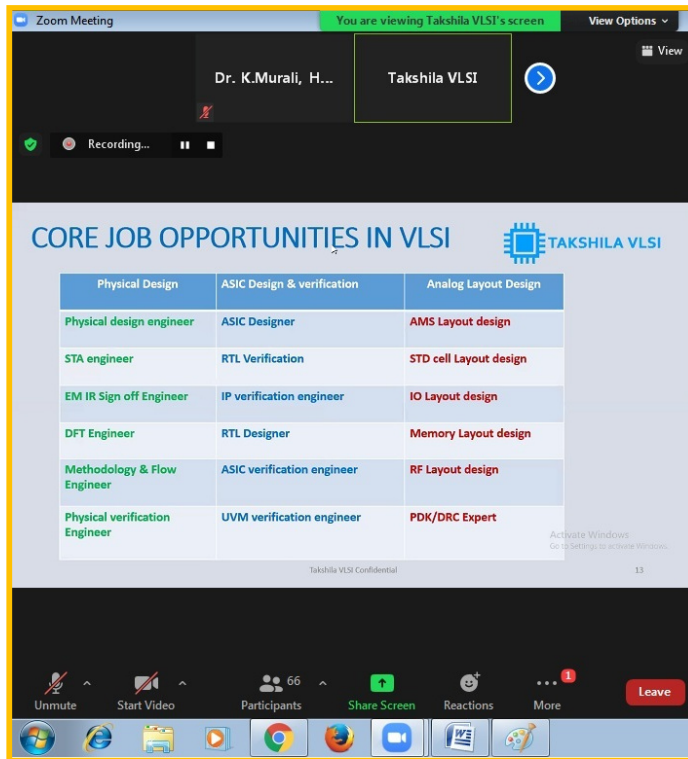 Zoom Meeting
You are viewing Takshila VLSI's screen
View Options
View
Dr. K.Murali, H...
Takshila VLSI
Recording...
CORE JOB OPPORTUNITIES IN VLSI
TAKSHILA VLSI
Physical Design ASIC Design & verification Analog Layout Design
Physical design engineer ASIC Designer AMS Layout design
STA engineer RTL Verification STD cell Layout design
EM IR Sign off Engineer IP verification engineer IO Layout design
DFT Engineer RTL Designer Memory Layout design
Methodology & Flow ASIC verification engineer RF Layout design
Engineer
Physical verification UVM verification engineer PDK/DRC Expert
Engineer
Activate Windows
Go to Settings to activate Windows.
Takshila VLSI Confidential
13
66
1
Unmute
Start Video
Participants
Share Screen
Reactions
More
Leave